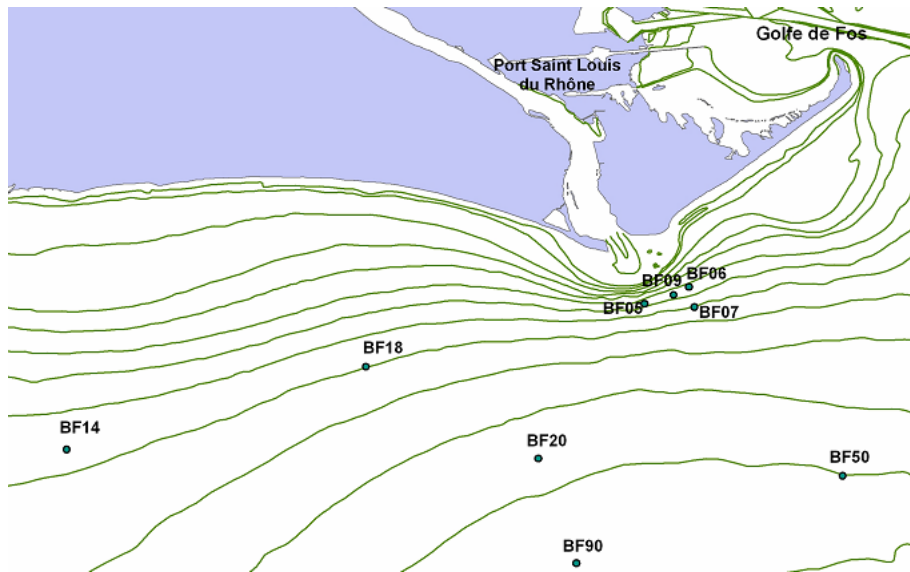 Golfe de Fos
Port Saint Louis
du Rhône
BF09
BF06
BF05
BF07
BF18
BF14
BF20
BF50
BF90